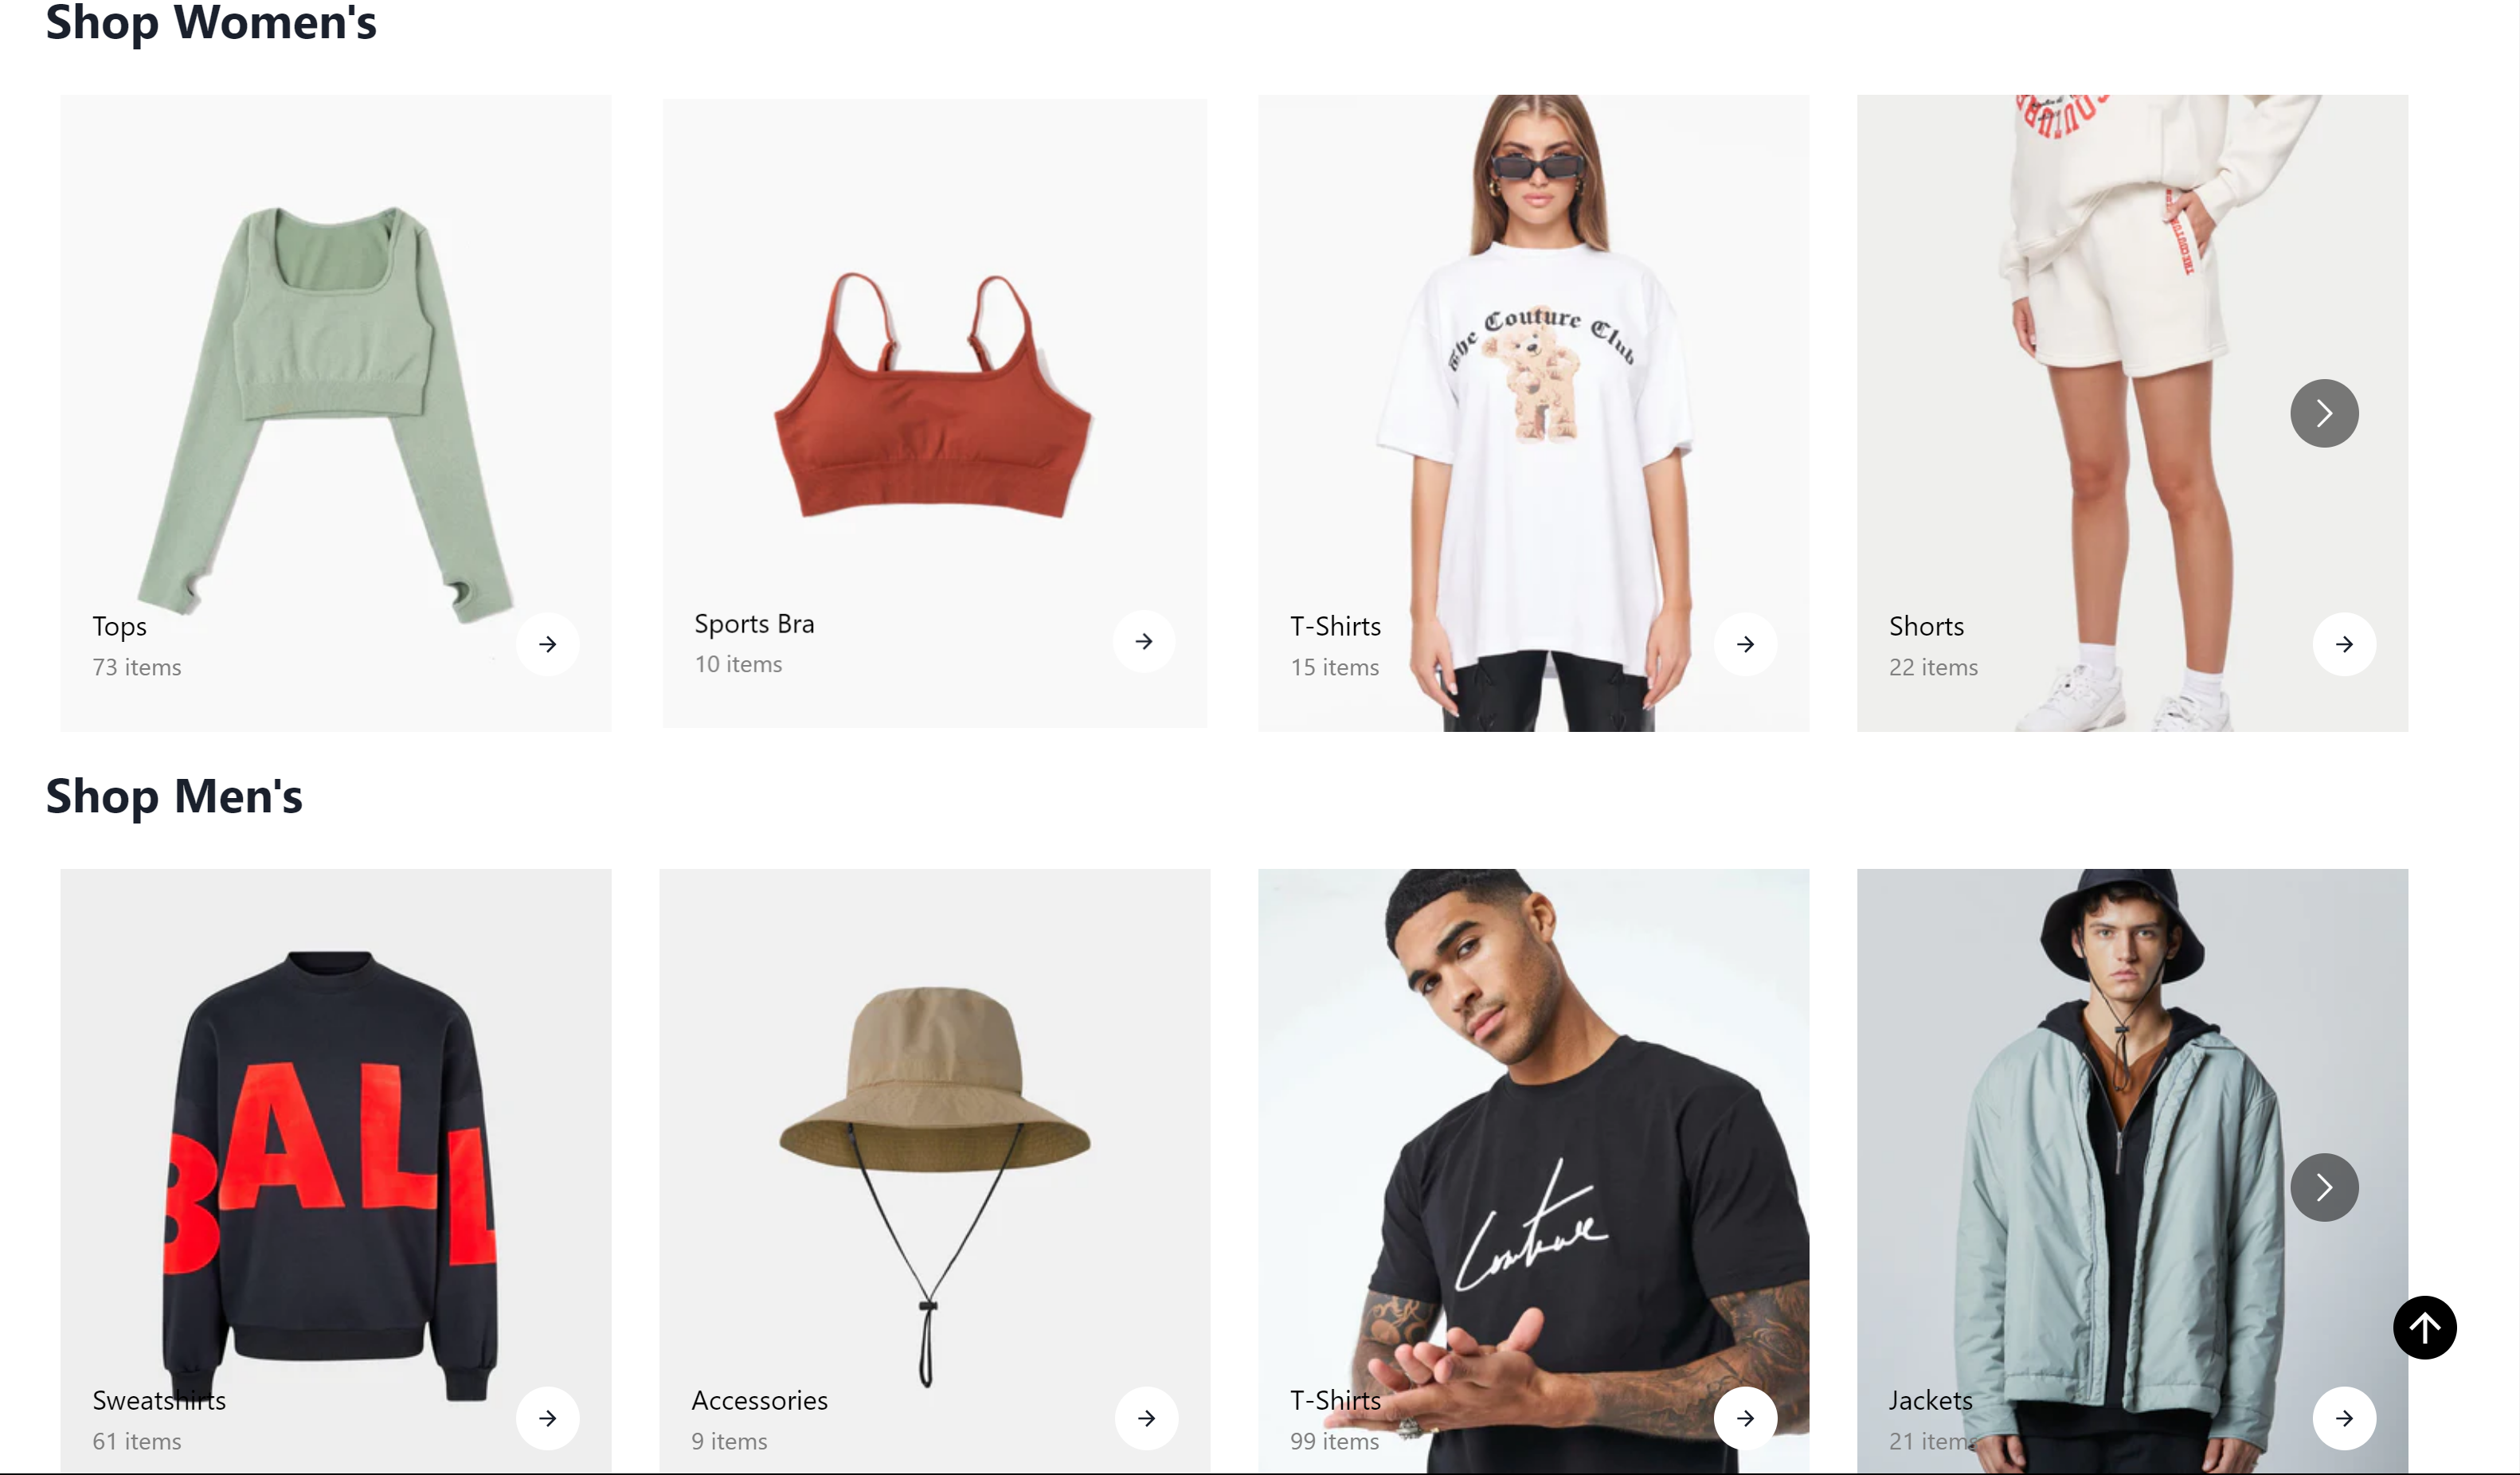 Shop Women's
Tops
73 items
Sports Bra
10 items
The Couture Club
T-Shirts
15 items
Shorts
22 items
Shop Men's
BALL
Sweatshirts
61 items
Accessories
9 items
Couture
T-Shirts
99 items
Jackets
21 items